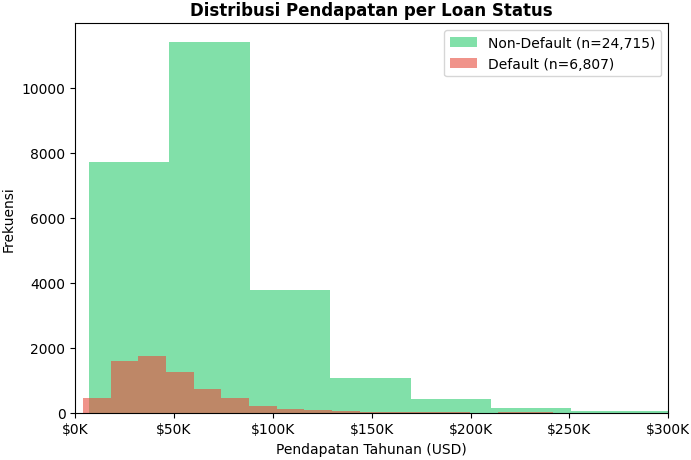 Distribusi Pendapatan per Loan Status
Non-Default (n=24,715)
Default (n=6,807)
Frekuensi
10000
8000
6000
4000
2000
0
$0K $50K $100K $150K $200K $250K $300K
Pendapatan Tahunan (USD)